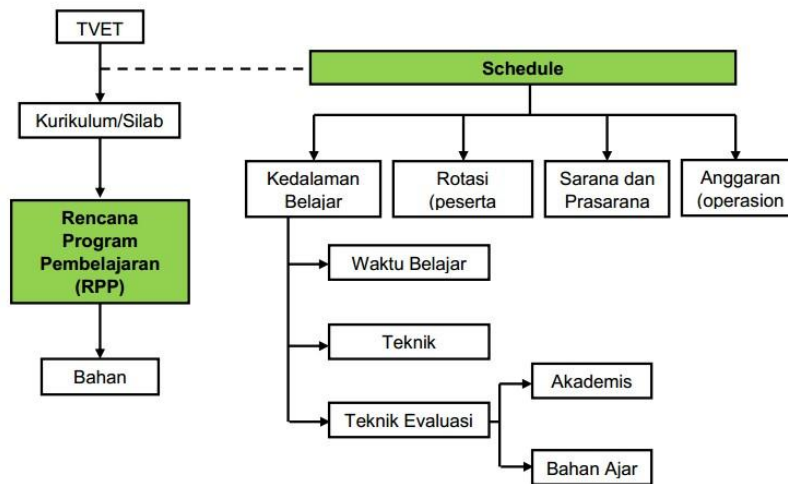 TVET
Schedule
Kurikulum/Silab
Kedalaman
Belajar
Rotasi
(peserta
Sarana dan
Prasarana
Anggaran
(operasion
Rencana
Program
Pembelajaran
(RPP)
Waktu Belajar
Teknik
Bahan
Akademis
Teknik Evaluasi
Bahan Ajar